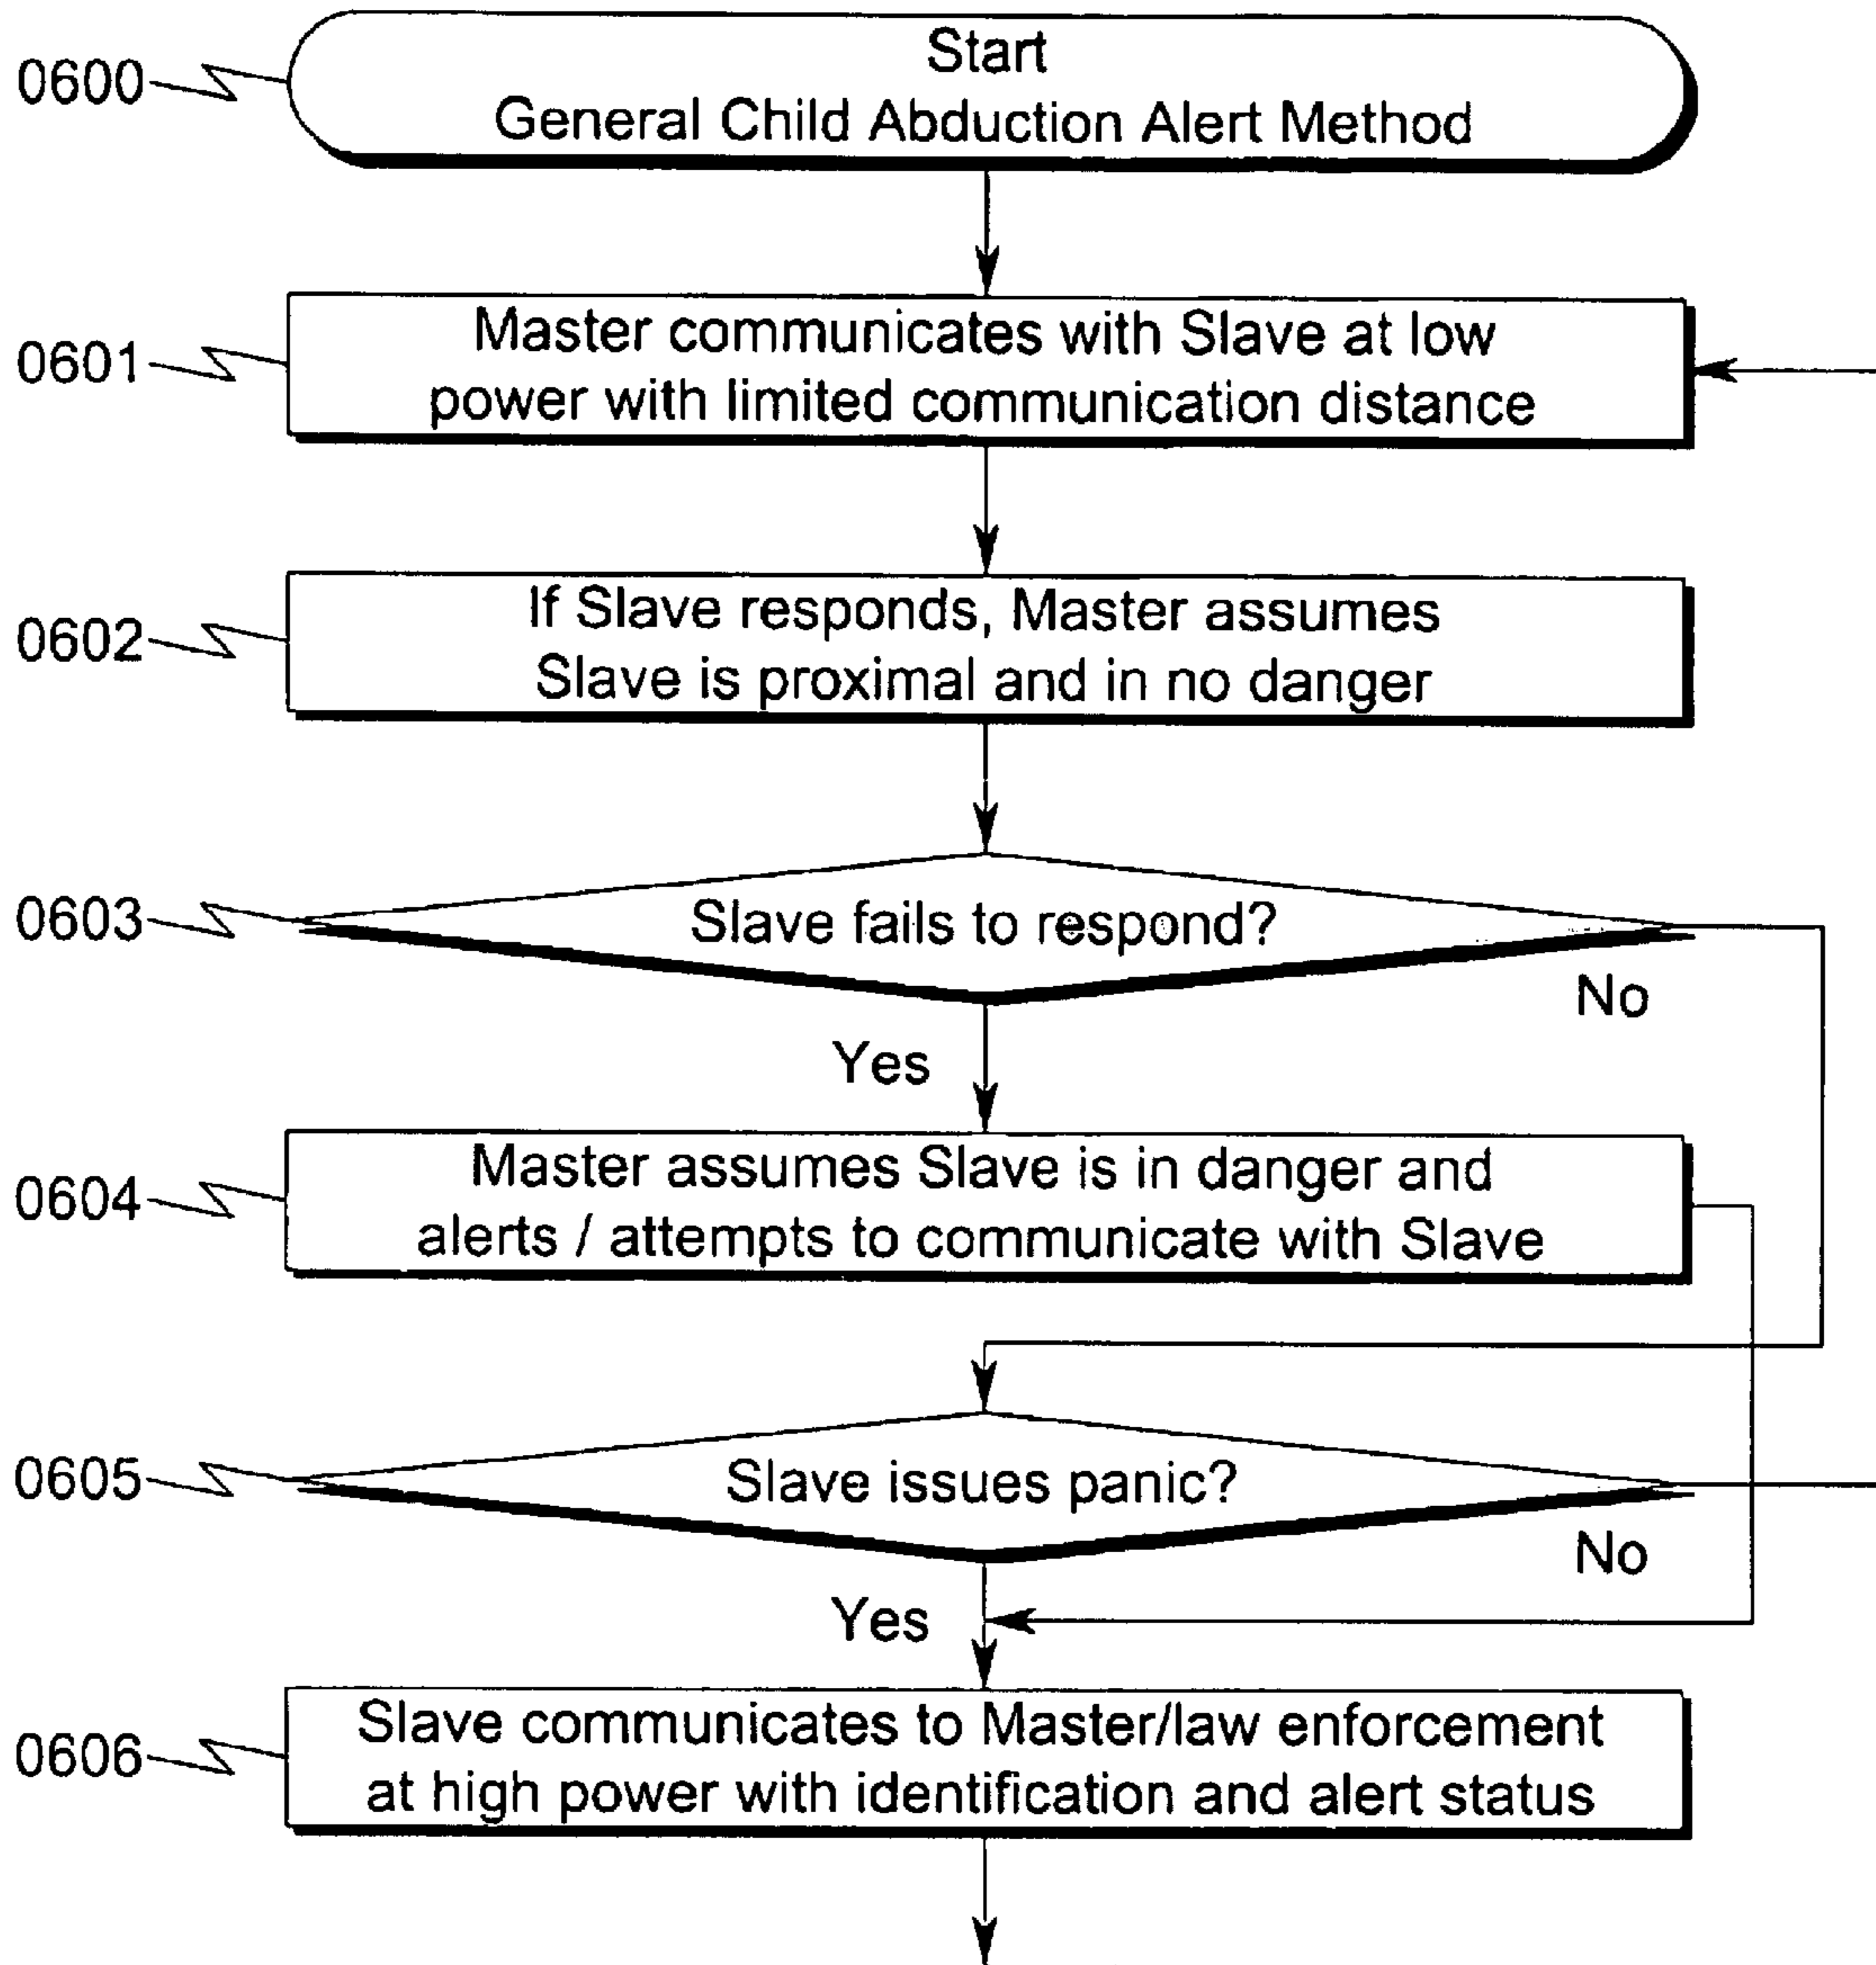 0600
Start
General Child Abduction Alert Method
0601
Master communicates with Slave at low
power with limited communication distance
0602
If Slave responds, Master assumes
Slave is proximal and in no danger
0603
Slave fails to respond?
No
Yes
0604
Master assumes Slave is in danger and
alerts / attempts to communicate with Slave
0605
Slave issues panic?
No
Yes
0606
Slave communicates to Master/law enforcement
at high power with identification and alert status